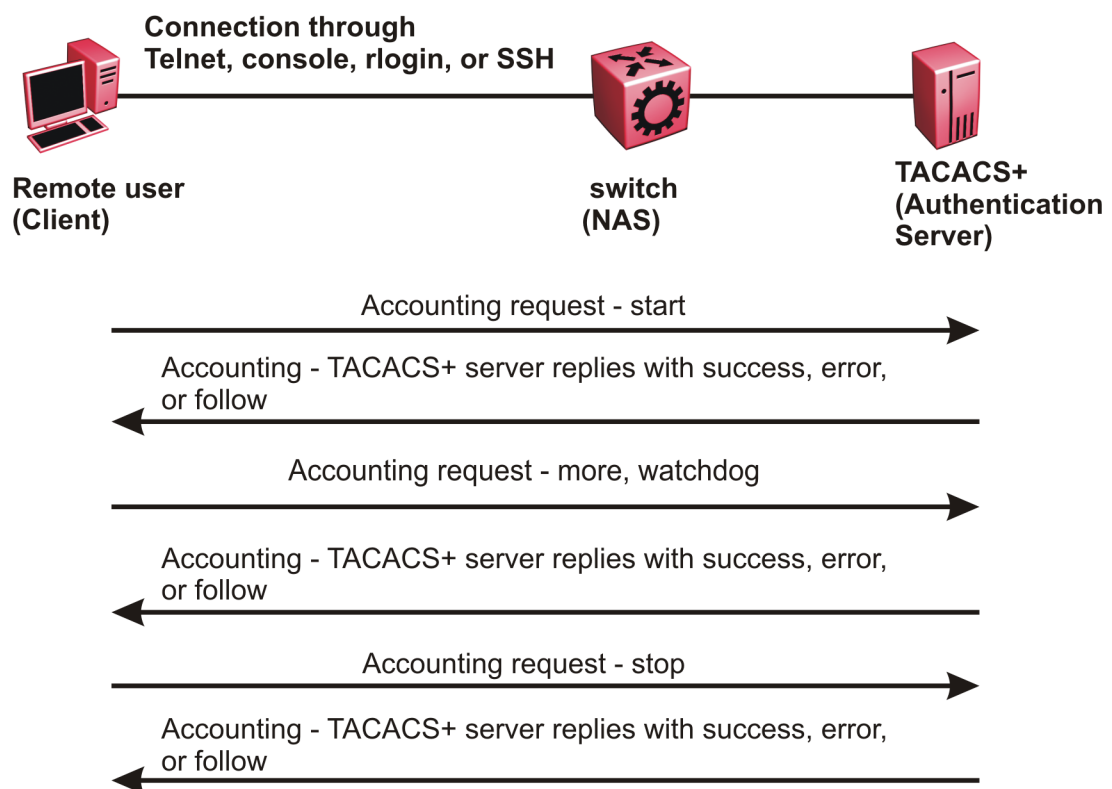 Connection through
Telnet, console, rlogin, or SSH
Remote user
(Client)
switch
(NAS)
TACACS+
(Authentication
Server)
Accounting request - start
Accounting - TACACS+ server replies with success, error,
or follow
Accounting request - more, watchdog
Accounting - TACACS+ server replies with success, error,
or follow
Accounting request - stop
Accounting - TACACS+ server replies with success, error,
or follow